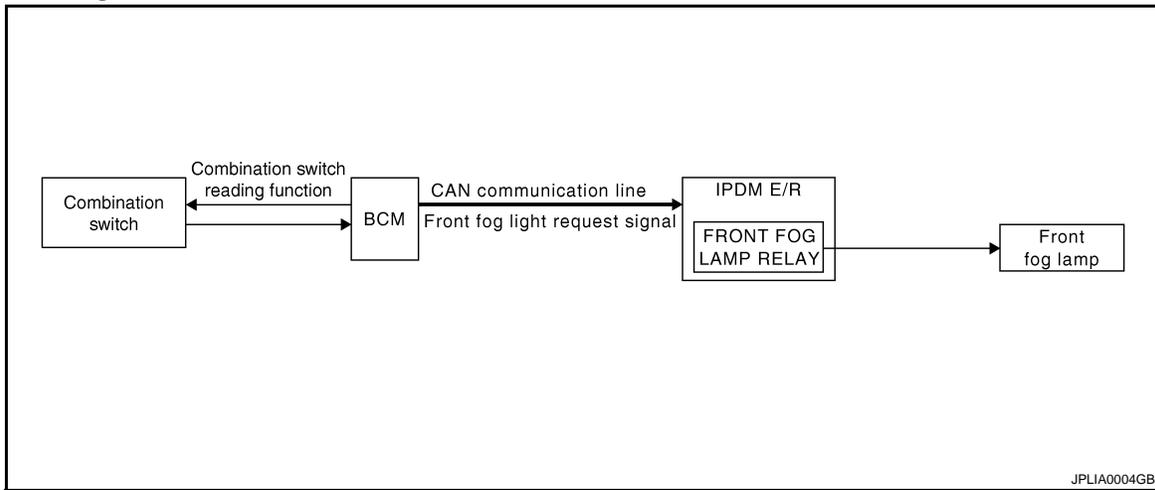 Combination switch
reading function
Combination
switch
BCM
CAN communication line
Front fog light request signal
IPDM E/R
FRONT FOG
LAMP RELAY
Front
fog lamp
JPLIA0004GB